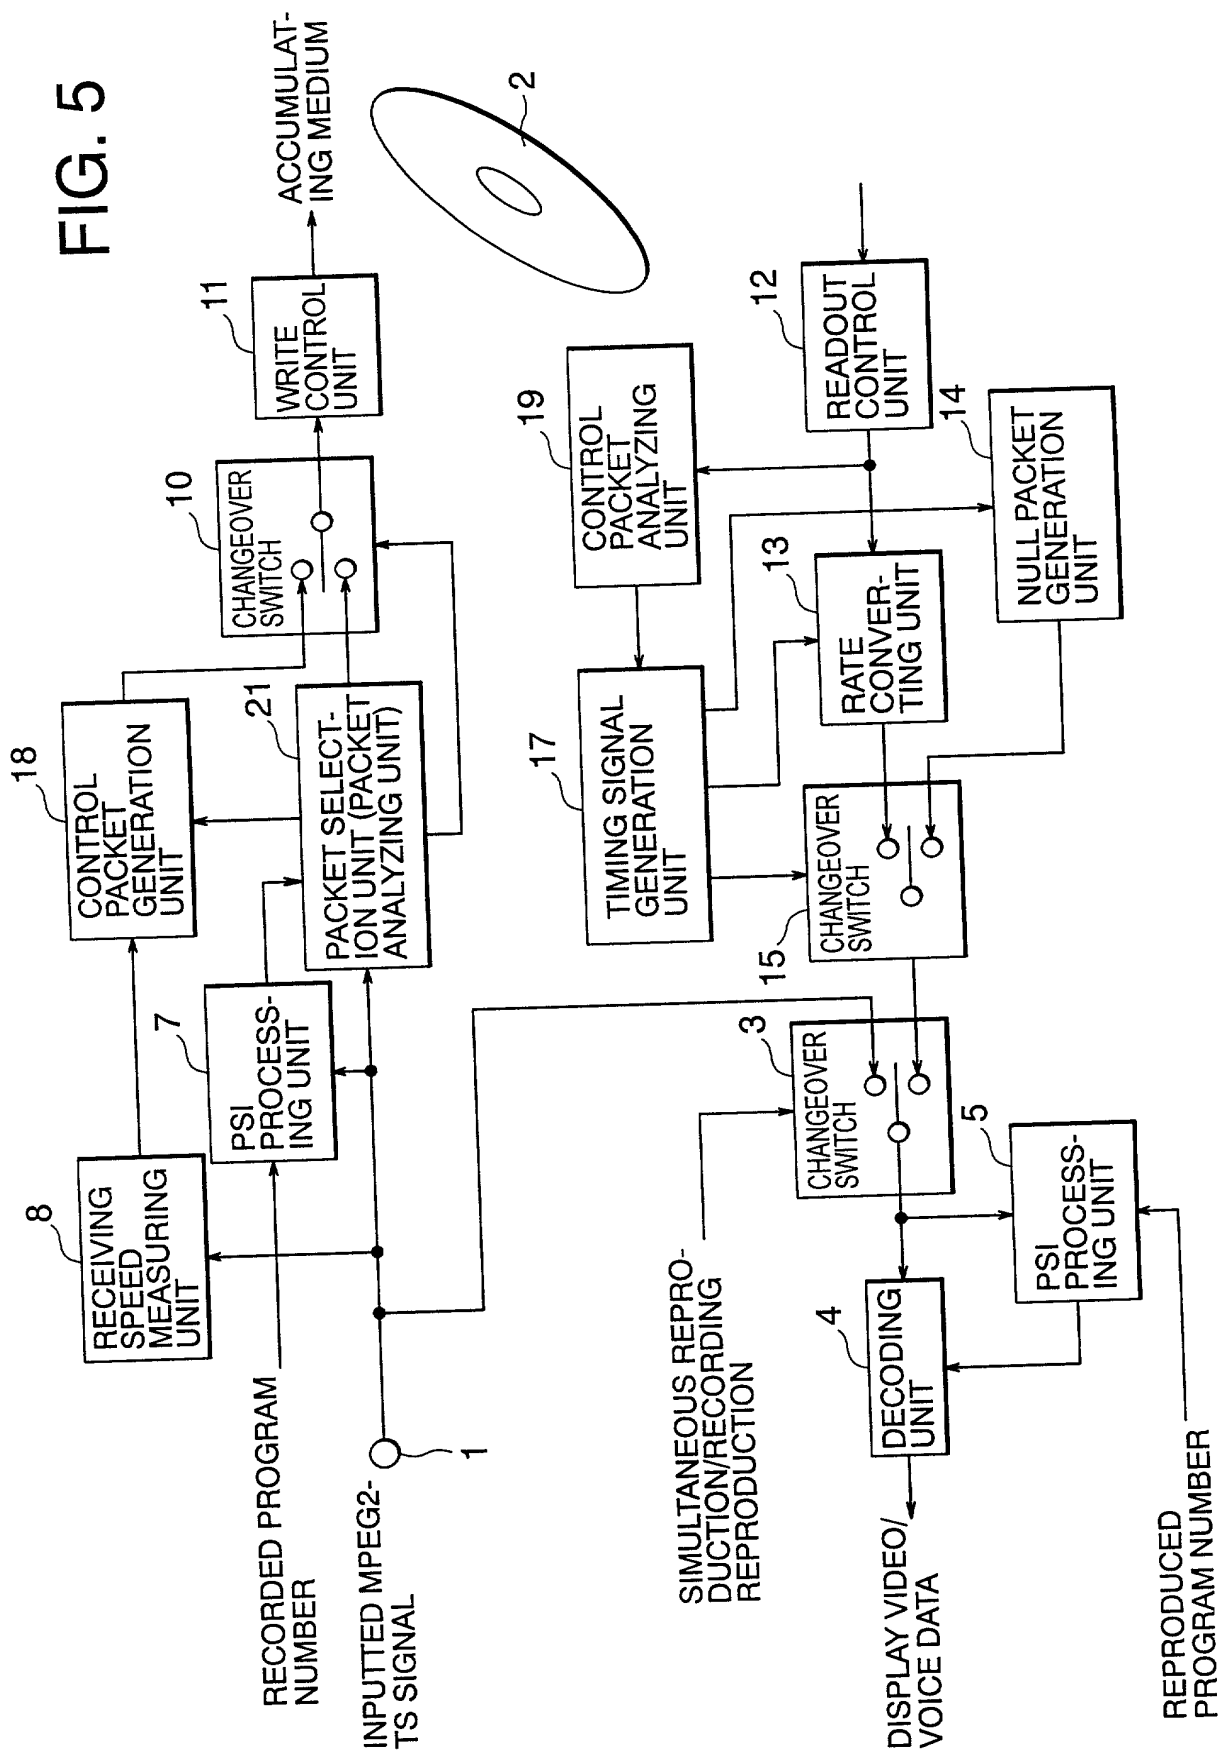 FIG. 5
8
RECEIVING
SPEED
MEASURING
UNIT
18
CONTROL
PACKET
GENERATION
UNIT
10
CHANGEOVER
SWITCH
11
WRITE
CONTROL
UNIT
ACCUMULAT-
ING MEDIUM
2
RECORDED PROGRAM
NUMBER
7
PSI
PROCESS-
ING UNIT
21
PACKET SELECT-
ION UNIT (PACKET
ANALYZING UNIT)
INPUTTED MPEG2-
TS SIGNAL
1
17
TIMING SIGNAL
GENERATION
UNIT
19
CONTROL
PACKET
ANALYZING
UNIT
SIMULTANEOUS REPRO-
DUCTION/RECORDING
REPRODUCTION
3
CHANGEOVER
SWITCH
15
CHANGEOVER
SWITCH
13
RATE
CONVER-
TING UNIT
12
READOUT
CONTROL
UNIT
DISPLAY VIDEO/
VOICE DATA
4
DECODING
UNIT
5
PSI
PROCESS-
ING UNIT
14
NULL PACKET
GENERATION
UNIT
REPRODUCED
PROGRAM NUMBER